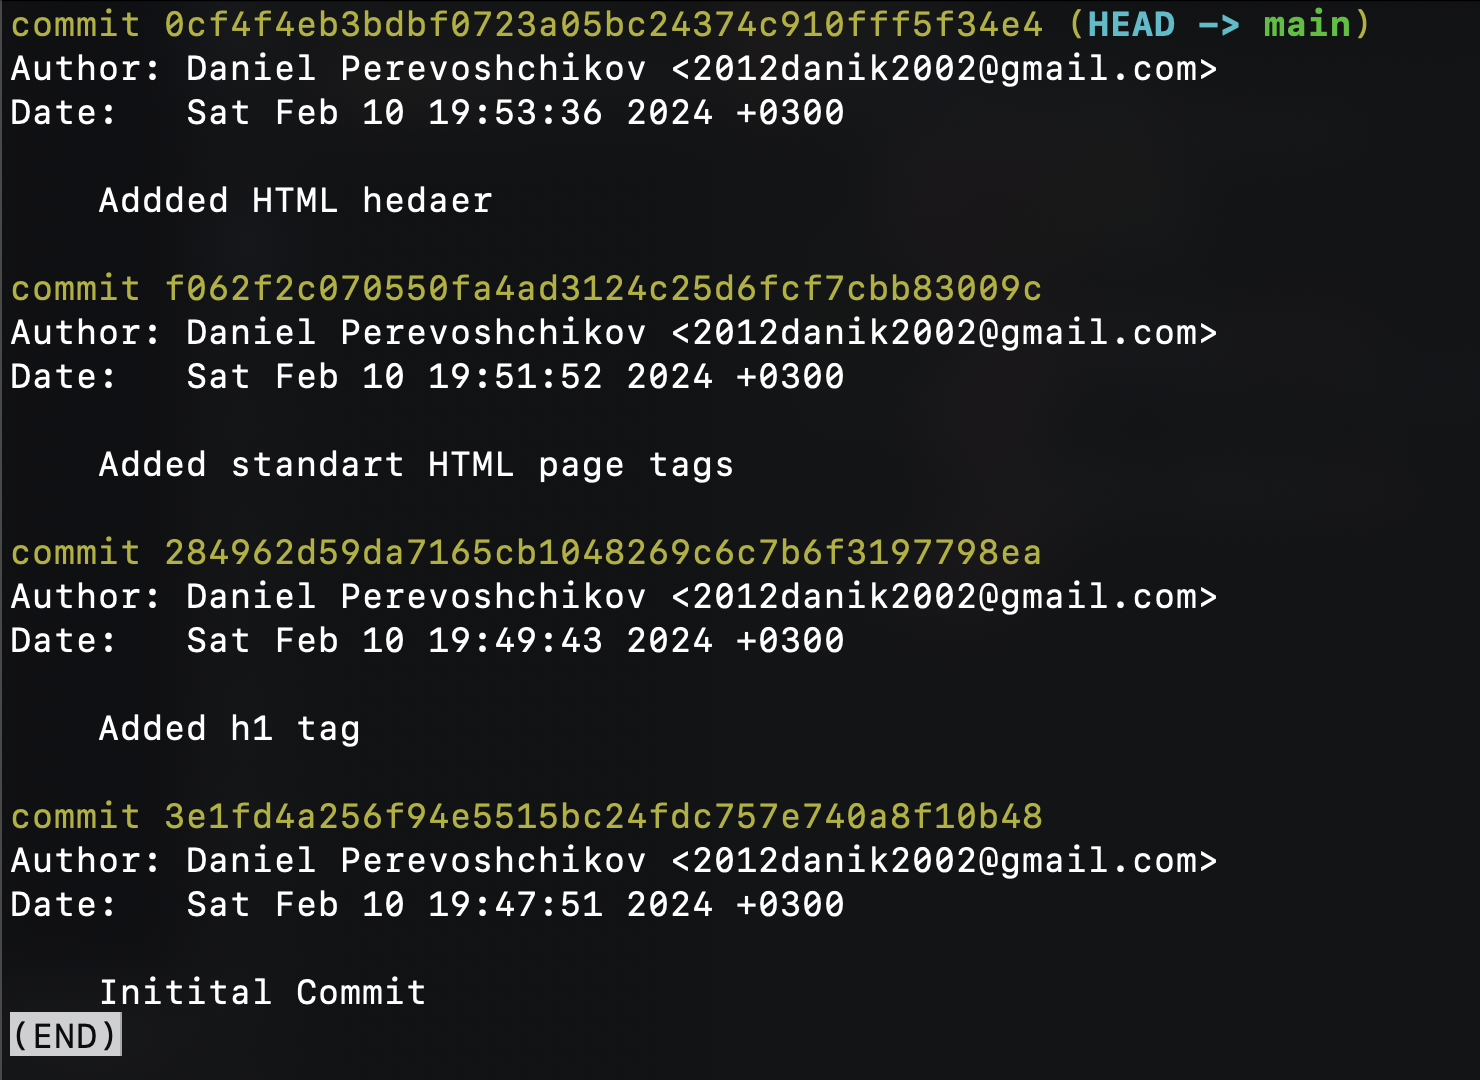 commit 0cf4f4eb3bdbf0723a05bc24374c910fff5f34e4 (HEAD -> main)
Author: Daniel Perevoshchikov <2012danik2002@gmail.com>
Date:   Sat Feb 10 19:53:36 2024 +0300
Addded HTML hedaer
commit f062f2c070550fa4ad3124c25d6fcf7cbb83009c
Author: Daniel Perevoshchikov <2012danik2002@gmail.com>
Date:   Sat Feb 10 19:51:52 2024 +0300
Added standart HTML page tags
commit 284962d59da7165cb1048269c6c7b6f3197798ea
Author: Daniel Perevoshchikov <2012danik2002@gmail.com>
Date:   Sat Feb 10 19:49:43 2024 +0300
Added h1 tag
commit 3e1fd4a256f94e5515bc24fdc757e740a8f10b48
Author: Daniel Perevoshchikov <2012danik2002@gmail.com>
Date:   Sat Feb 10 19:47:51 2024 +0300
Initital Commit
(END)